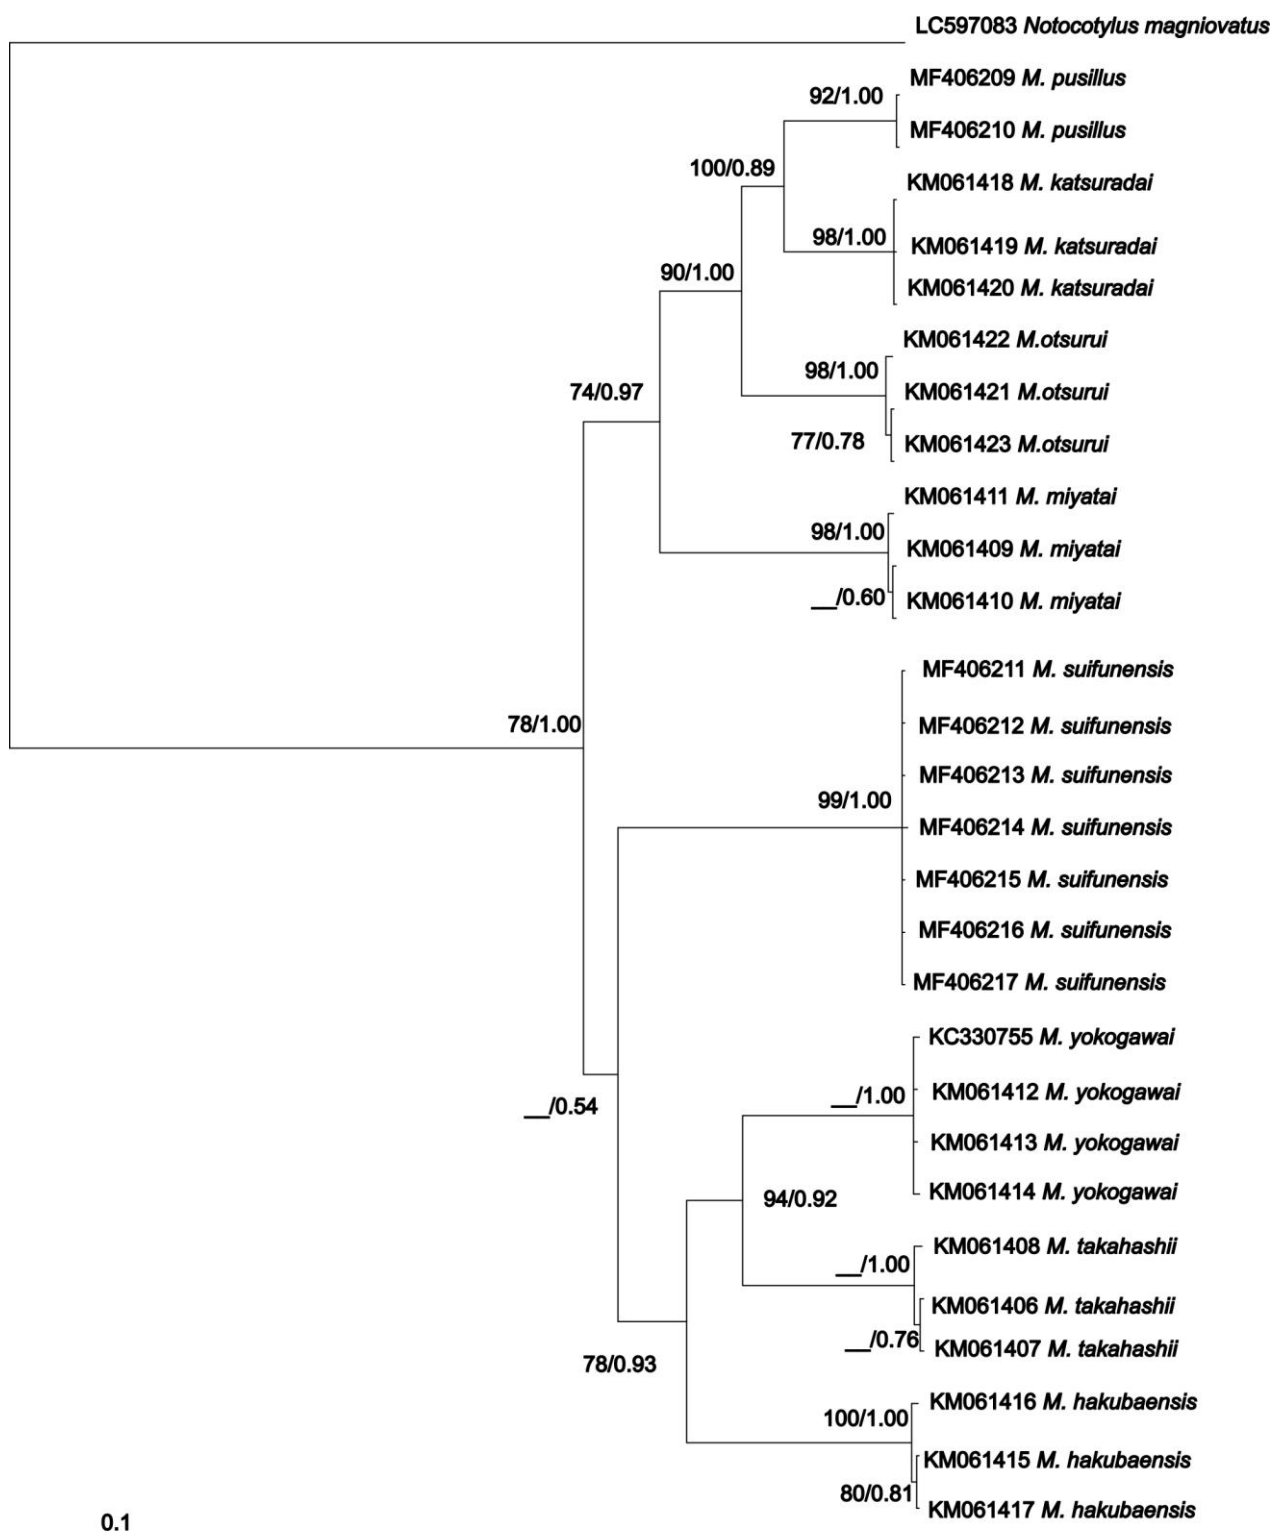 LC597083 Notocotylus magniovatus
MF406209 M. pusillus
92/1.00
MF406210 M. pusillus
100/0.89
KM061418 M. katsuradai
98/1.00
KM061419 M. katsuradai
90/1.00
KM061420 M. katsuradai
KM061422 M.otsurui
98/1.00
74/0.97
KM061421 M.otsurui
77/0.78
KM061423 M.otsurui
KM061411 M. miyatai
98/1.00
KM061409 M. miyatai
__/0.60
KM061410 M. miyatai
MF406211 M. suifunensis
78/1.00
MF406212 M. suifunensis
MF406213 M. suifunensis
99/1.00
MF406214 M. suifunensis
MF406215 M. suifunensis
MF406216 M. suifunensis
MF406217 M. suifunensis
KC330755 M. yokogawai
__/1.00
KM061412 M. yokogawai
__/0.54
KM061413 M. yokogawai
KM061414 M. yokogawai
94/0.92
KM061408 M. takahashii
__/1.00
KM061406 M. takahashii
__/0.76
KM061407 M. takahashii
78/0.93
KM061416 M. hakubaensis
100/1.00
KM061415 M. hakubaensis
80/0.81
KM061417 M. hakubaensis
0.1